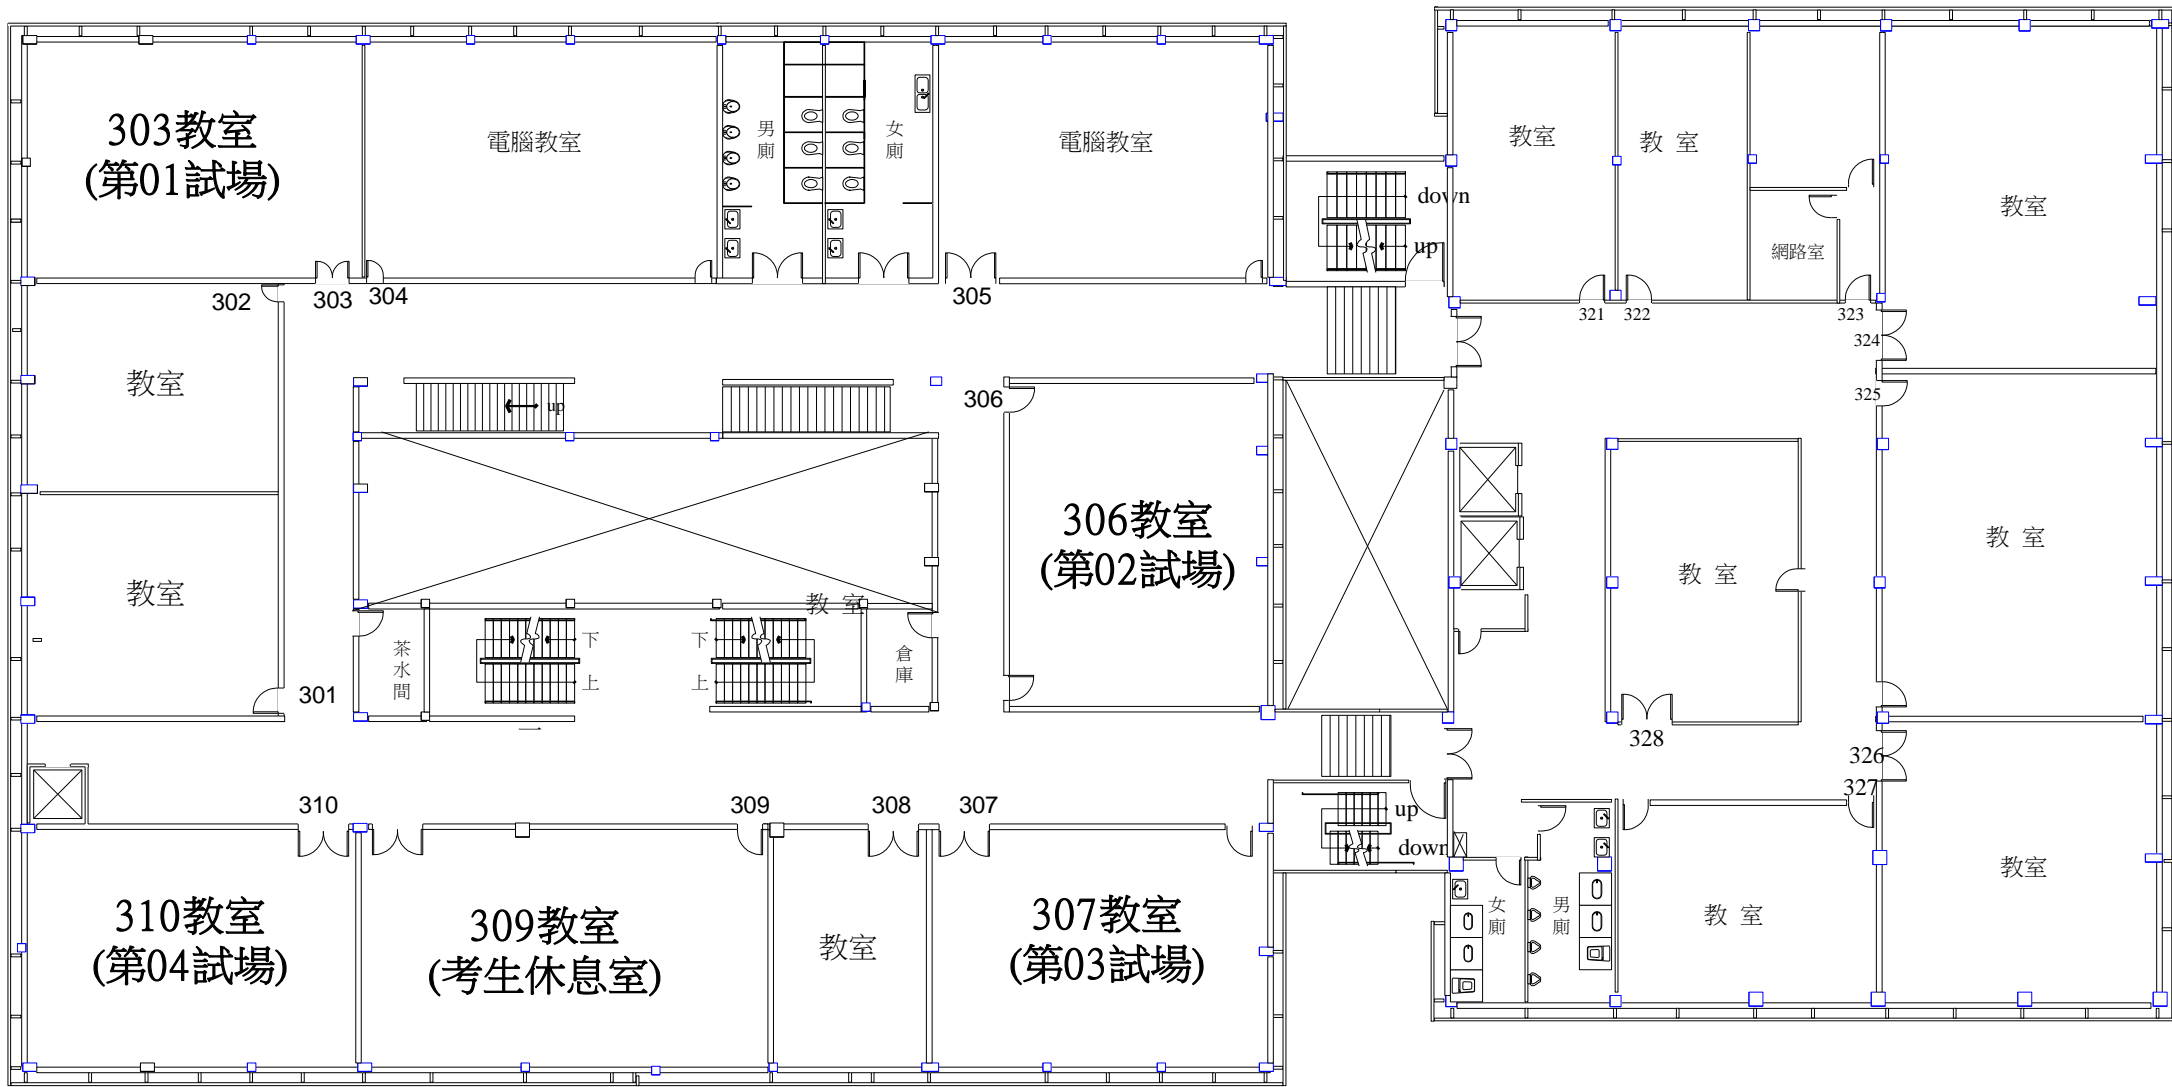 303教室
(第01試場)
電腦教室
男廁
女廁
電腦教室
down
up
教室
教 室
網路室
教室
302
303
304
305
321
322
323
324
325
教室
up
306
306教室
(第02試場)
教 室
教 室
教室
教 室
茶水間
下
上
下
上
倉庫
301
328
326
327
310
309
308
307
up
down
310教室
(第04試場)
309教室
(考生休息室)
教室
307教室
(第03試場)
女廁
男廁
教 室
教室